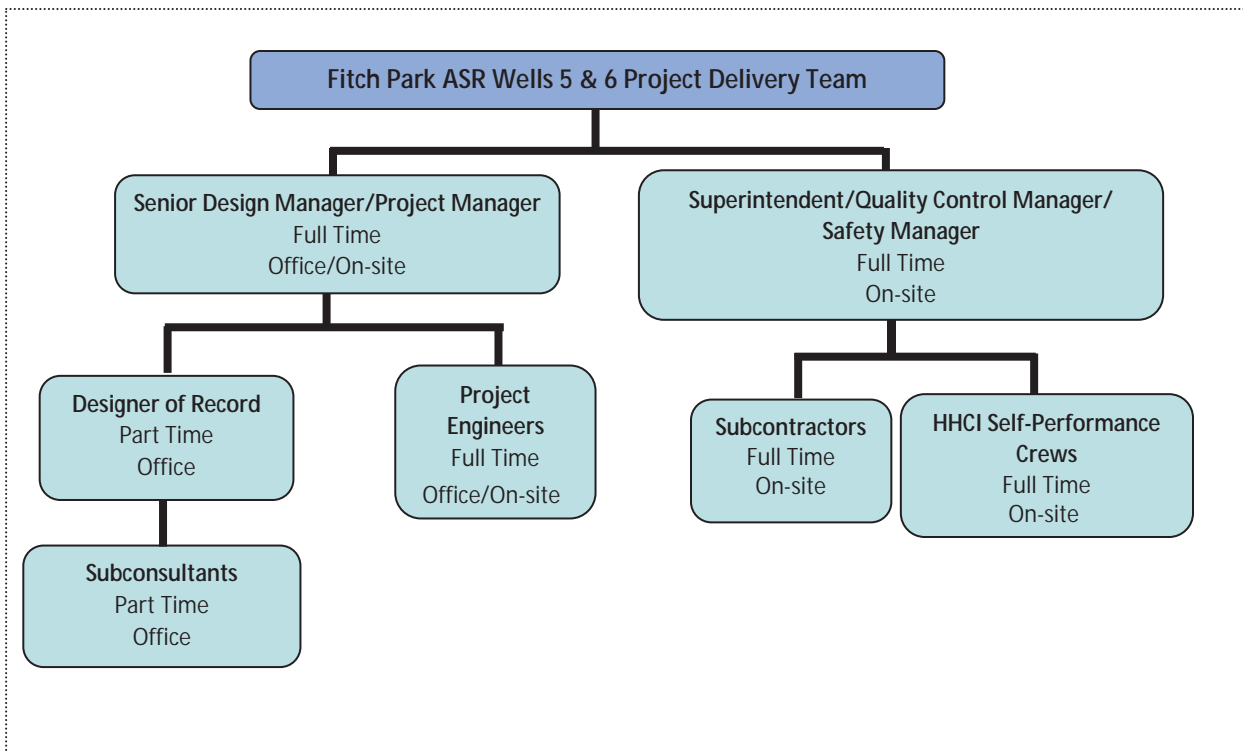 Fitch Park ASR Wells 5 & 6 Project Delivery Team
Senior Design Manager/Project Manager
Full Time
Office/On-site
Superintendent/Quality Control Manager/
Safety Manager
Full Time
On-site
Designer of Record
Part Time
Office
Project
Engineers
Full Time
Office/On-site
Subcontractors
Full Time
On-site
HHCI Self-Performance
Crews
Full Time
On-site
Subconsultants
Part Time
Office